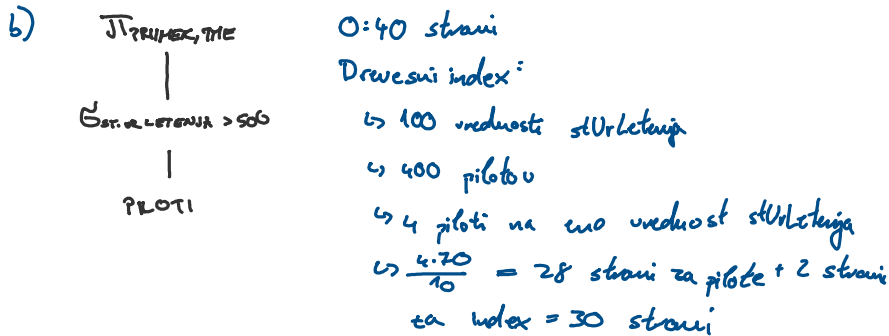 b)
π PRIIMEK, IME
O: 40 strani
Drevesni index:
σ ST. UR LETENJA > 500
↳ 100 vrednosti stUrLetenja
↳ 400 pilotov
PILOTI
↳ 4 piloti na eno vrednost stUrLetenja
↳ 4·70/10 = 28 strani za pilote + 2 strani
za index = 30 strani